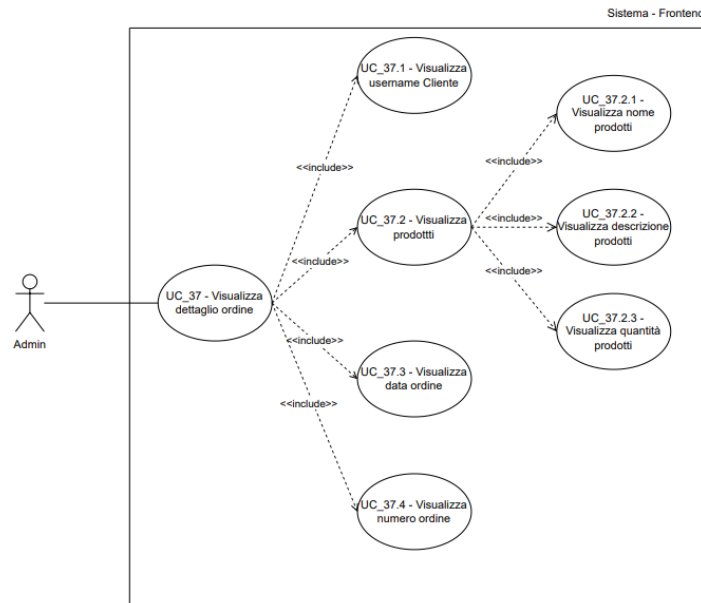 Sistema - Frontend
UC_37.1 - Visualizza
username Cliente
UC_37.2.1 -
Visualizza nome
prodotti
<<include>>
<<include>>
UC_37.2 - Visualizza
prodottti
<<include>>
UC_37.2.2 -
Visualizza descrizione
prodotti
<<include>>
<<include>>
UC_37 - Visualizza
dettaglio ordine
UC_37.2.3 -
Visualizza quantità
prodotti
Admin
<<include>>
UC_37.3 - Visualizza
data ordine
<<include>>
UC_37.4 - Visualizza
numero ordine